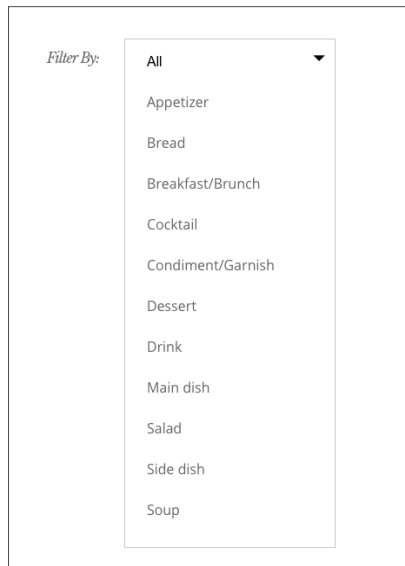 Filter By:
All
Appetizer
Bread
Breakfast/Brunch
Cocktail
Condiment/Garnish
Dessert
Drink
Main dish
Salad
Side dish
Soup